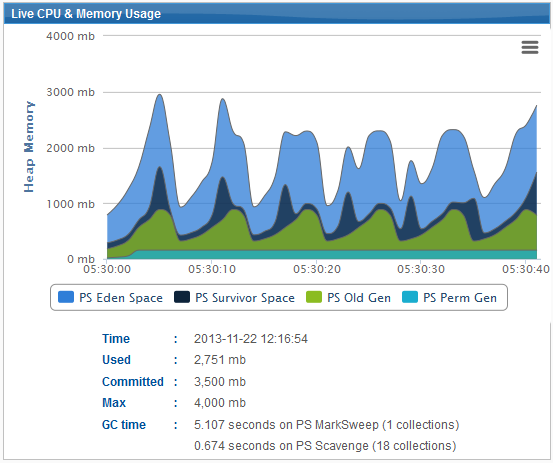 Live CPU & Memory Usage
4000 mb
3000 mb
Heap Memory
2000 mb
1000 mb
0 mb
05:30:00 05:30:10 05:30:20 05:30:30 05:30:40
PS Eden Space PS Survivor Space PS Old Gen PS Perm Gen
Time : 2013-11-22 12:16:54
Used : 2,751 mb
Committed : 3,500 mb
Max : 4,000 mb
GC time : 5.107 seconds on PS MarkSweep (1 collections)
0.674 seconds on PS Scavenge (18 collections)